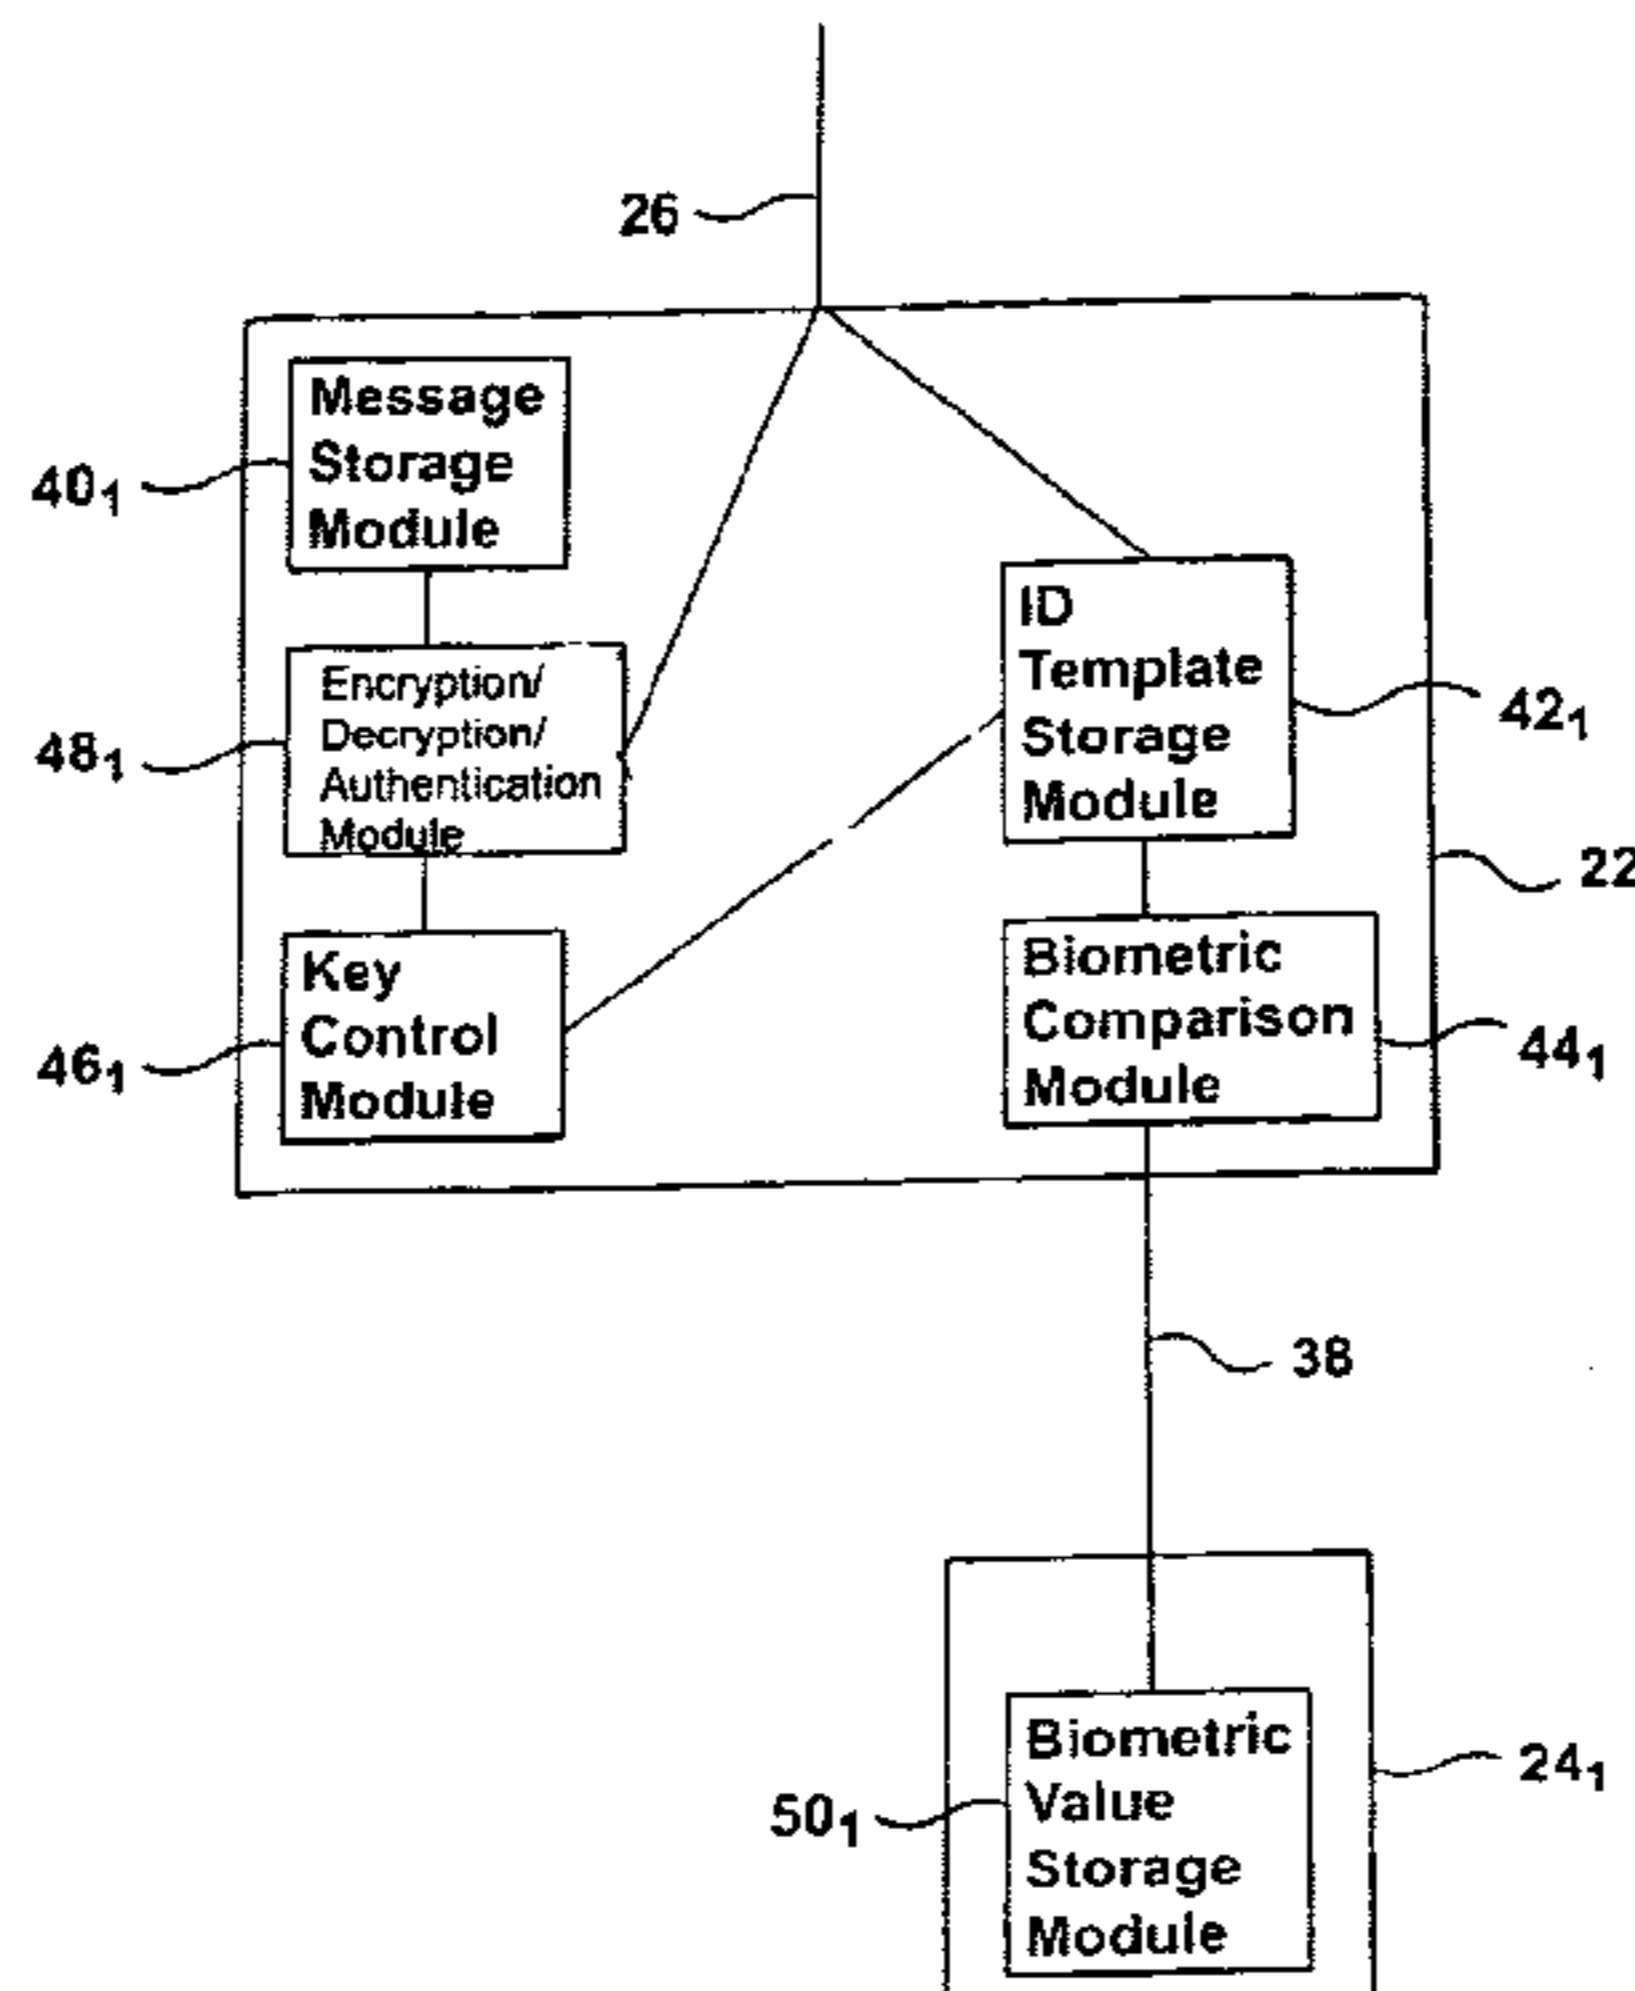 26
Message
Storage
Module
40₁
Encryption/
Decryption/
Authentication
Module
48₁
Key
Control
Module
46₁
ID
Template
Storage
Module
42₁
22
Biometric
Comparison
Module
44₁
38
Biometric
Value
Storage
Module
50₁
24₁